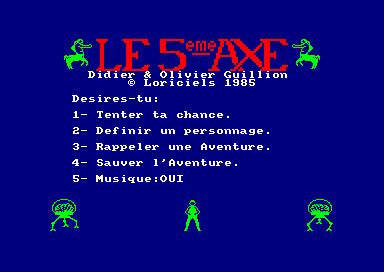 LE 5eme AXE
Didier & Olivier Guillion
© Loriciels 1985
Desires-tu:
1- Tenter ta chance.
2- Definir un personnage.
3- Rappeler une Aventure.
4- Sauver l'Aventure.
5- Musique:OUI